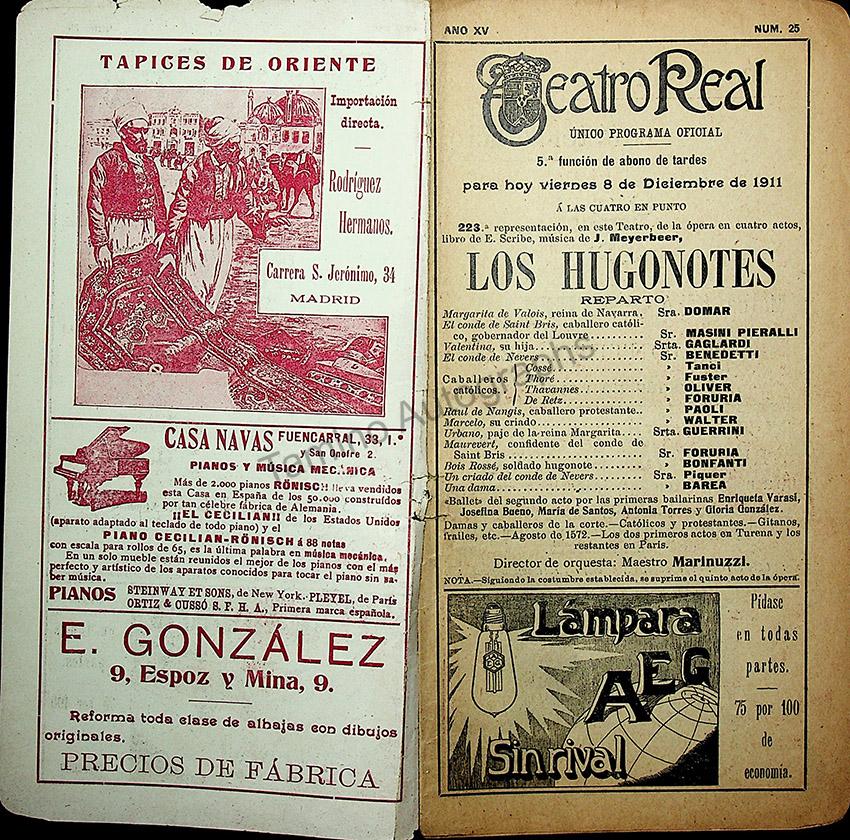 TAPICES DE ORIENTE
Importación
directa.
Rodríguez
Hermanos.
Carrera S. Jerónimo, 34
MADRID
CASA NAVAS FUENCARRAL, 33,
y San Onofre 2.
PIANOS Y MÚSICA MECÁNICA
Más de 2.000 pianos RÖNISCH lleva vendidos
esta Casa en España de los 50.000 construídos
por tan célebre fábrica de Alemania.
¡¡EL CECILIAN!! de los Estados Unidos
(aparato adaptado al teclado de todo piano) y el
PIANO CECILIAN-RÖNISCH á 88 notas
con escala para rollos de 65, es la última palabra en música mecánica.
En un solo mueble están reunidos el mejor de los pianos con el más
perfecto y artístico de los aparatos conocidos para tocar el piano sin sa-
ber música.
PIANOS STEINWAY ET SONS, de New York.-PLEYEL, de París
ORTIZ & CUSSÓ S. F. H. A., Primera marca española.
E. GONZÁLEZ
9, Espoz y Mina, 9.
Reforma toda clase de alhajas con dibujos
originales.
PRECIOS DE FÁBRICA
AÑO XV NUM. 25
Teatro Real
ÚNICO PROGRAMA OFICIAL
5.ª función de abono de tardes
para hoy viernes 8 de Diciembre de 1911
Á LAS CUATRO EN PUNTO
223.ª representación, en este Teatro, de la ópera en cuatro actos,
libro de E. Scribe, música de J. Meyerbeer,
LOS HUGONOTES
REPARTO
Margarita de Valois, reina de Navarra. Sra. DOMAR
El conde de Saint Bris, caballero católi-
co, gobernador del Louvre.......... Sr. MASINI PIERALLI
Valentina, su hija.................... Srta. GAGLARDI
El conde de Nevers................... Sr. BENEDETTI
Cossé.................... » Tanci
Caballeros Thoré.................... » Fuster
católicos. Thavannes................ » OLIVER
De Retz.................. » FORURIA
Raul de Nangis, caballero protestante.. » PAOLI
Marcelo, su criado.................... » WALTER
Urbano, paje de la reina Margarita.... Srta. GUERRINI
Maurevert, confidente del conde de
Saint Bris.......................... Sr. FORURIA
Bois Rossé, soldado hugonote......... » BONFANTI
Un criado del conde de Nevers........ Sra. Piquer
Una dama............................ » BAREA
«Ballet» del segundo acto por las primeras bailarinas Enriqueta Varasi,
Josefina Bueno, María de Santos, Antonia Torres y Gloria González.
Damas y caballeros de la corte.—Católicos y protestantes.—Gitanos,
frailes, etc.—Agosto de 1572.—Los dos primeros actos en Turena y los
restantes en París.
Director de orquesta: Maestro Marinuzzi.
NOTA.—Siguiendo la costumbre establecida, se suprime el quinto acto de la ópera.
Lámpara
AEG
Sin rival
Pídase
en todas
partes.
75 por 100
de
economía.
Tamino Autographs